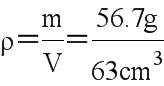 ρ = m/V = 56.7g/63cm³